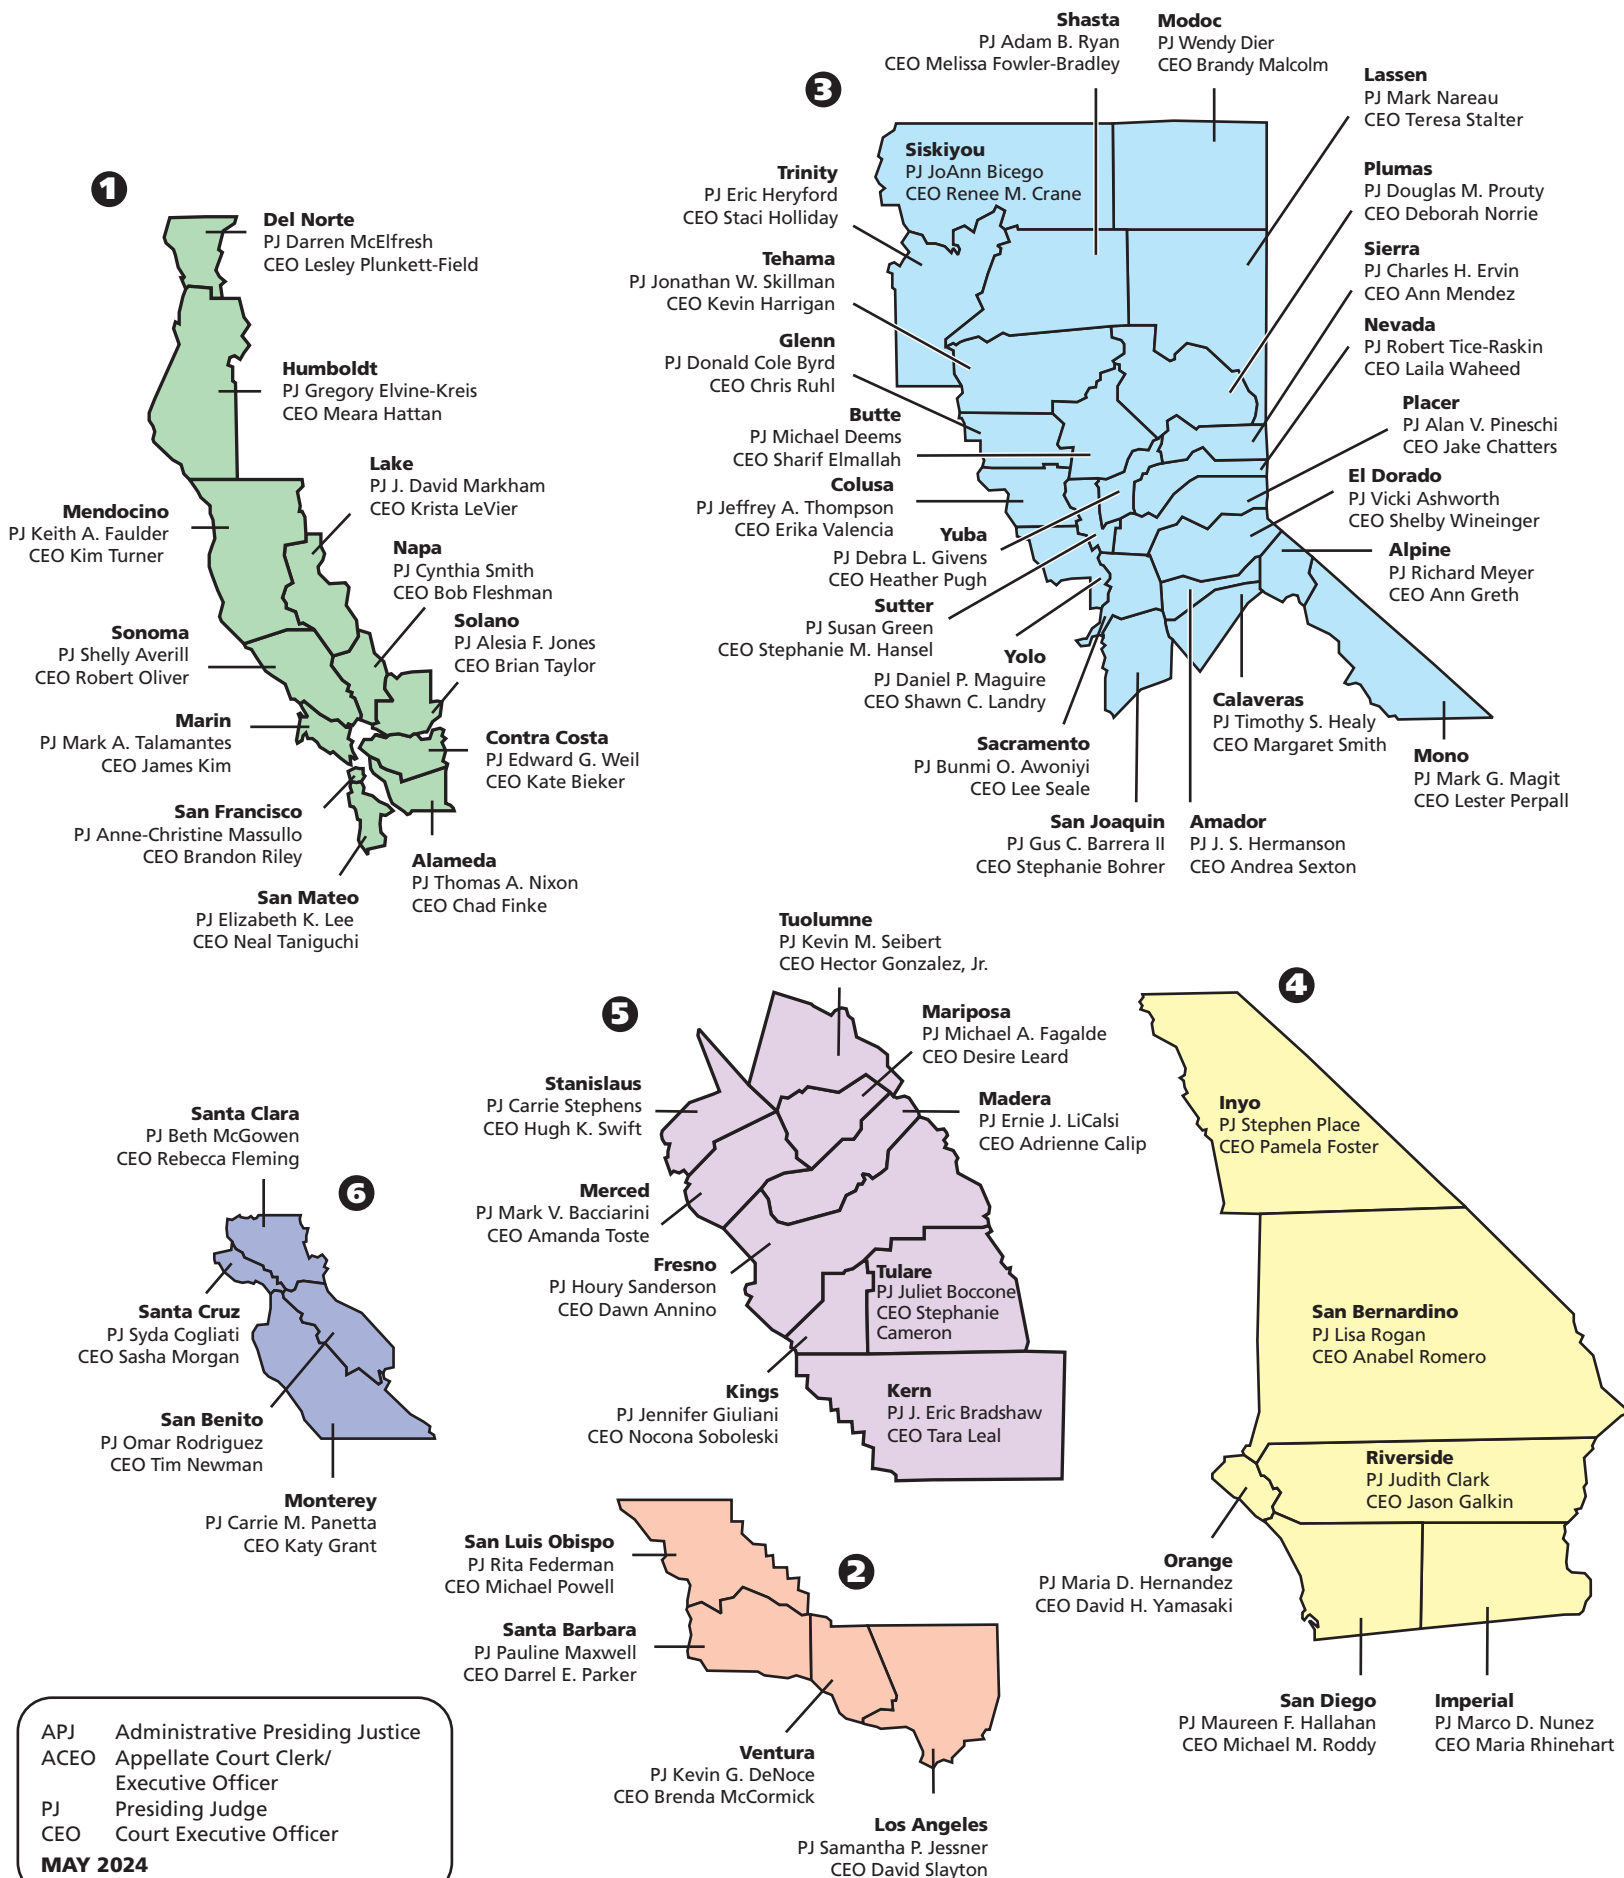 1
Del Norte
PJ Darren McElfresh
CEO Lesley Plunkett-Field
Humboldt
PJ Gregory Elvine-Kreis
CEO Meara Hattan
Lake
PJ J. David Markham
CEO Krista LeVier
Mendocino
PJ Keith A. Faulder
CEO Kim Turner
Napa
PJ Cynthia Smith
CEO Bob Fleshman
Solano
PJ Alesia F. Jones
CEO Brian Taylor
Sonoma
PJ Shelly Averill
CEO Robert Oliver
Marin
PJ Mark A. Talamantes
CEO James Kim
Contra Costa
PJ Edward G. Weil
CEO Kate Bieker
San Francisco
PJ Anne-Christine Massullo
CEO Brandon Riley
Alameda
PJ Thomas A. Nixon
CEO Chad Finke
San Mateo
PJ Elizabeth K. Lee
CEO Neal Taniguchi
3
Shasta
PJ Adam B. Ryan
CEO Melissa Fowler-Bradley
Modoc
PJ Wendy Dier
CEO Brandy Malcolm
Lassen
PJ Mark Nareau
CEO Teresa Stalter
Siskiyou
PJ JoAnn Bicego
CEO Renee M. Crane
Trinity
PJ Eric Heryford
CEO Staci Holliday
Plumas
PJ Douglas M. Prouty
CEO Deborah Norrie
Tehama
PJ Jonathan W. Skillman
CEO Kevin Harrigan
Sierra
PJ Charles H. Ervin
CEO Ann Mendez
Glenn
PJ Donald Cole Byrd
CEO Chris Ruhl
Nevada
PJ Robert Tice-Raskin
CEO Laila Waheed
Butte
PJ Michael Deems
CEO Sharif Elmallah
Placer
PJ Alan V. Pineschi
CEO Jake Chatters
Colusa
PJ Jeffrey A. Thompson
CEO Erika Valencia
El Dorado
PJ Vicki Ashworth
CEO Shelby Wineinger
Yuba
PJ Debra L. Givens
CEO Heather Pugh
Alpine
PJ Richard Meyer
CEO Ann Greth
Sutter
PJ Susan Green
CEO Stephanie M. Hansel
Yolo
PJ Daniel P. Maguire
CEO Shawn C. Landry
Calaveras
PJ Timothy S. Healy
CEO Margaret Smith
Sacramento
PJ Bunmi O. Awoniyi
CEO Lee Seale
Mono
PJ Mark G. Magit
CEO Lester Perpall
San Joaquin
PJ Gus C. Barrera II
CEO Stephanie Bohrer
Amador
PJ J. S. Hermanson
CEO Andrea Sexton
5
Tuolumne
PJ Kevin M. Seibert
CEO Hector Gonzalez, Jr.
Mariposa
PJ Michael A. Fagalde
CEO Desire Leard
Stanislaus
PJ Carrie Stephens
CEO Hugh K. Swift
Madera
PJ Ernie J. LiCalsi
CEO Adrienne Calip
Merced
PJ Mark V. Bacciarini
CEO Amanda Toste
Fresno
PJ Houry Sanderson
CEO Dawn Annino
Tulare
PJ Juliet Boccone
CEO Stephanie
Cameron
Kings
PJ Jennifer Giuliani
CEO Nocona Soboleski
Kern
PJ J. Eric Bradshaw
CEO Tara Leal
4
Inyo
PJ Stephen Place
CEO Pamela Foster
San Bernardino
PJ Lisa Rogan
CEO Anabel Romero
Riverside
PJ Judith Clark
CEO Jason Galkin
Orange
PJ Maria D. Hernandez
CEO David H. Yamasaki
San Diego
PJ Maureen F. Hallahan
CEO Michael M. Roddy
Imperial
PJ Marco D. Nunez
CEO Maria Rhinehart
6
Santa Clara
PJ Beth McGowen
CEO Rebecca Fleming
Santa Cruz
PJ Syda Cogliati
CEO Sasha Morgan
San Benito
PJ Omar Rodriguez
CEO Tim Newman
Monterey
PJ Carrie M. Panetta
CEO Katy Grant
2
San Luis Obispo
PJ Rita Federman
CEO Michael Powell
Santa Barbara
PJ Pauline Maxwell
CEO Darrel E. Parker
Ventura
PJ Kevin G. DeNoce
CEO Brenda McCormick
Los Angeles
PJ Samantha P. Jessner
CEO David Slayton
APJ Administrative Presiding Justice
ACEO Appellate Court Clerk/
Executive Officer
PJ Presiding Judge
CEO Court Executive Officer
MAY 2024